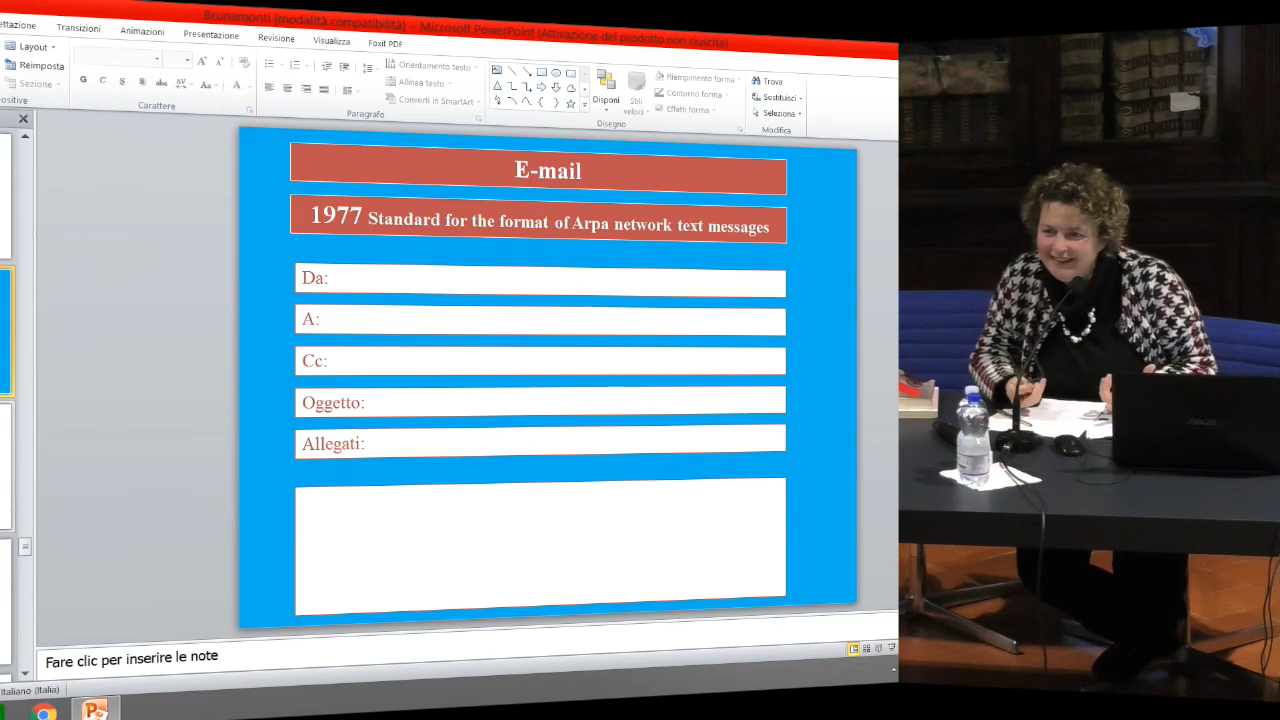 Brunamonti [modalità compatibilità] - Microsoft PowerPoint (Attivazione del prodotto non riuscita)
Transizioni Animazioni Presentazione Revisione Visualizza Foxit PDF
Layout
Reimposta
Sezione
Carattere
Orientamento testo
Allinea testo
Converti in SmartArt
Paragrafo
Disponi
Stili veloci
Riempimento forma
Contorno forma
Effetti forma
Disegno
Trova
Sostituisci
Seleziona
Modifica
E-mail
1977 Standard for the format of Arpa network text messages
Da:
A:
Cc:
Oggetto:
Allegati:
Fare clic per inserire le note
Italiano (Italia)
ASUS